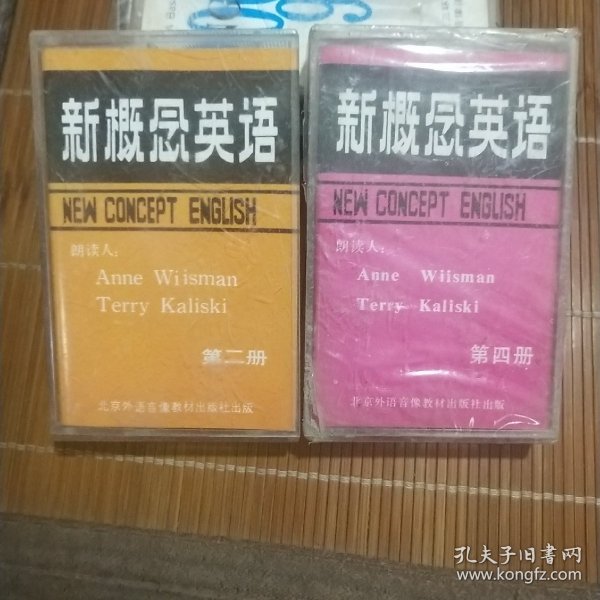 新概念英语
NEW CONCEPT ENGLISH
朗读人:
Anne Wiisman
Terry Kaliski
第二册
北京外语音像教材出版社出版
新概念英语
NEW CONCEPT ENGLISH
朗读人:
Anne Wiisman
Terry Kaliski
第四册
北京外语音像教材出版社出版
孔夫子旧书网
www.kongfz.com